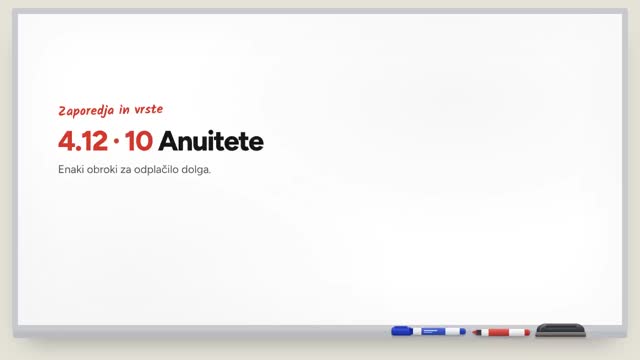 Zaporedja in vrste
4.12 · 10 Anuitete
Enaki obroki za odplačilo dolga.